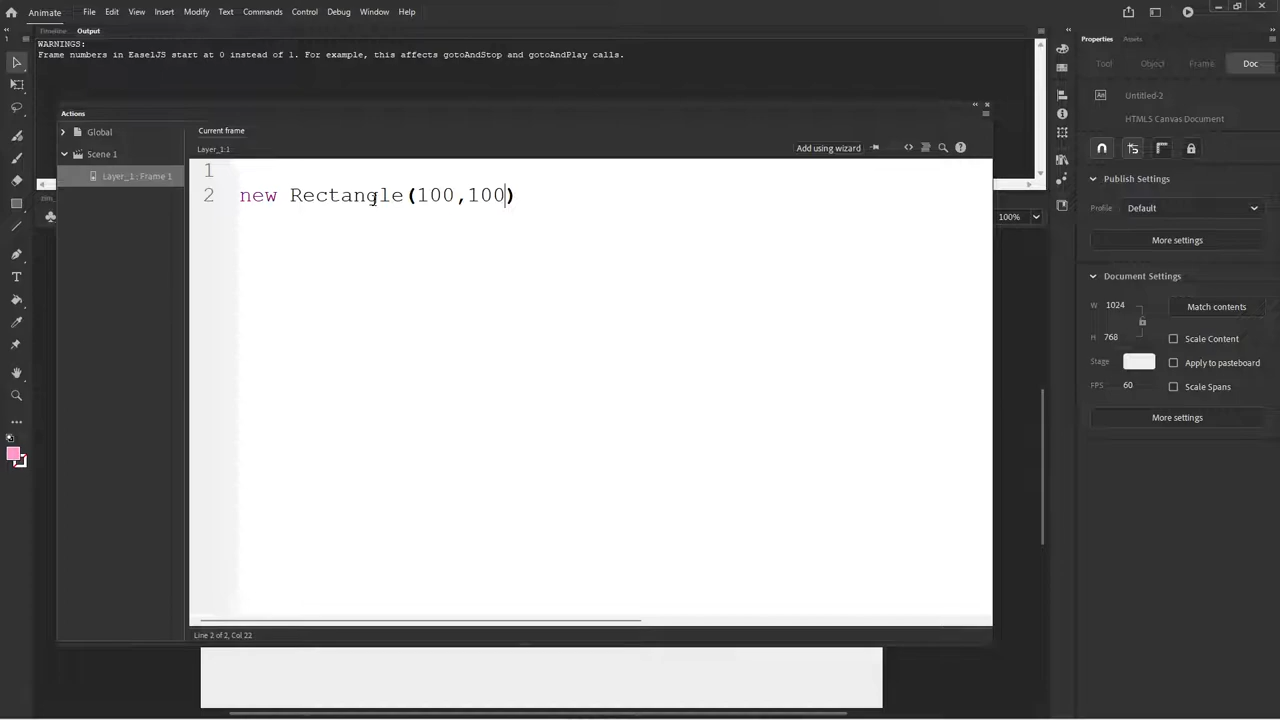 Animate File Edit View Insert Modify Text Commands Control Debug Window Help
Timeline Output
WARNINGS:
Frame numbers in EaselJS start at 0 instead of 1. For example, this affects gotoAndStop and gotoAndPlay calls.
Actions
Global
Scene 1
Layer_1 : Frame 1
Current frame
Layer_1:1
Add using wizard
1
2 new Rectangle(100,100)
Line 2 of 2, Col 22
100%
Properties Assets
Tool Object Frame Doc
Untitled-2
HTML5 Canvas Document
Publish Settings
Profile Default
More settings
Document Settings
W 1024 Match contents
H 768 Scale Content
Stage Apply to pasteboard
FPS 60 Scale Spans
More settings